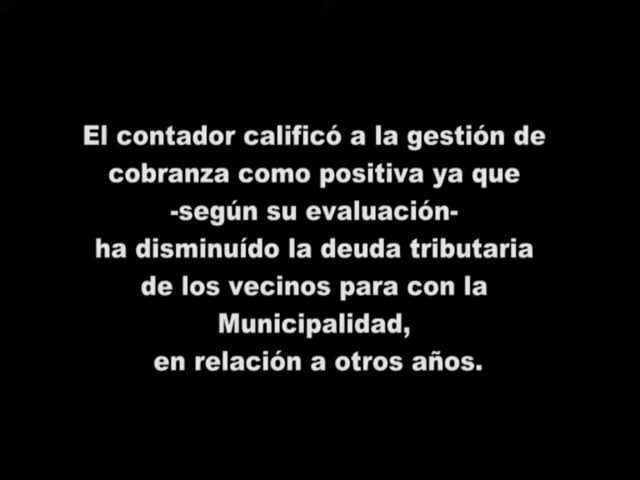 El contador calificó a la gestión de
cobranza como positiva ya que
-según su evaluación-
ha disminuído la deuda tributaria
de los vecinos para con la
Municipalidad,
en relación a otros años.